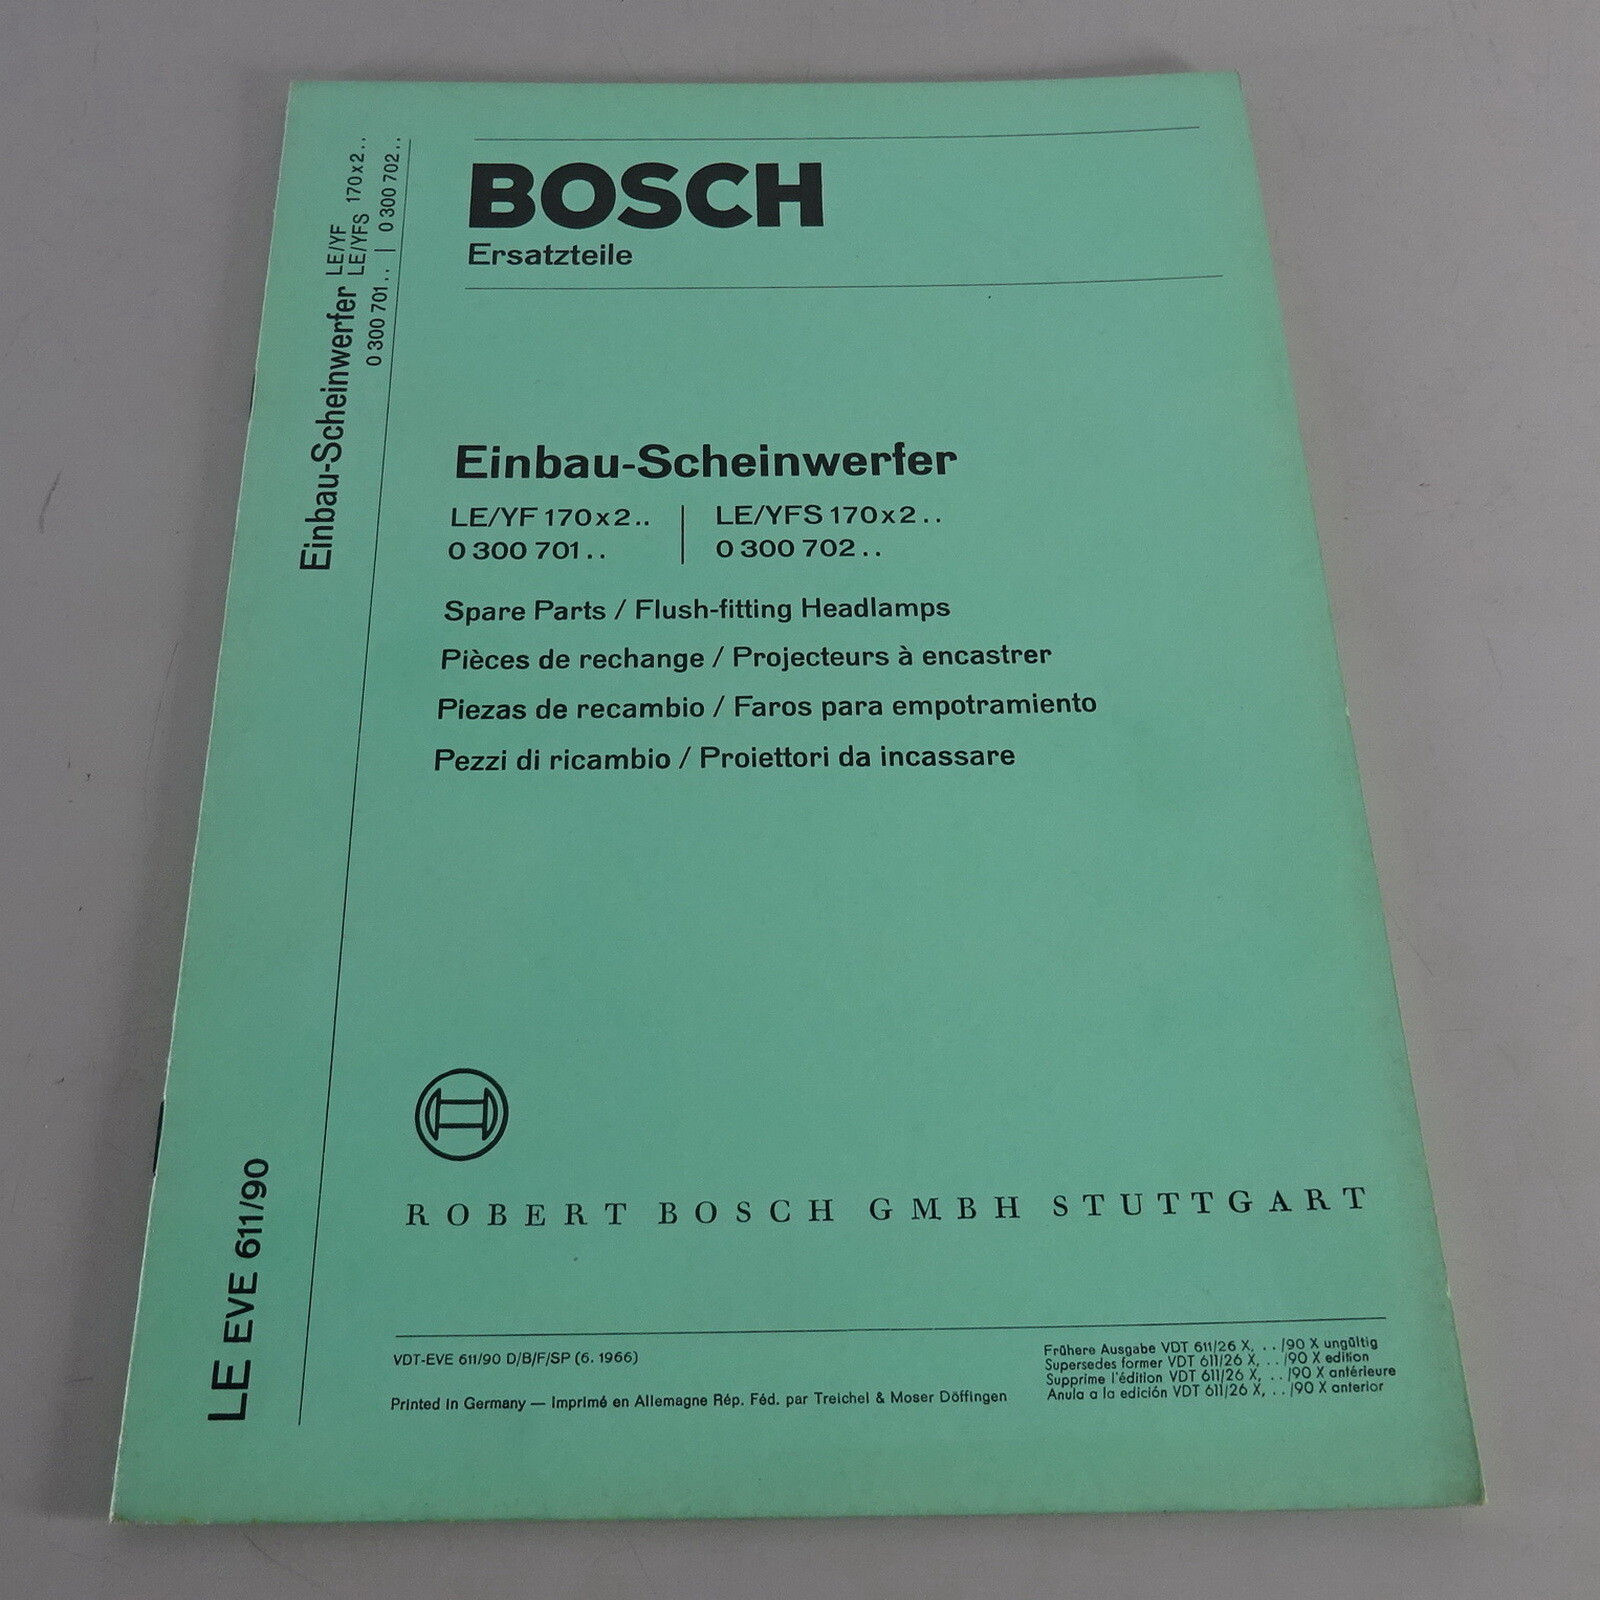 BOSCH
Ersatzteile
Einbau-Scheinwerfer
LE/YF 170x2.. | LE/YFS 170x2..
0 300 701.. | 0 300 702..
Spare Parts / Flush-fitting Headlamps
Pièces de rechange / Projecteurs à encastrer
Piezas de recambio / Faros para empotramiento
Pezzi di ricambio / Proiettori da incassare
ROBERT BOSCH GMBH STUTTGART
VDT-EVE 611/90 D/B/F/SP (6. 1966)
Printed in Germany — Imprimé en Allemagne Rép. Féd. par Treichel & Moser Döffingen
Frühere Ausgabe VDT 611/26 X, . . /90 X ungültig
Supersedes former VDT 611/26 X, . . /90 X edition
Supprime l'édition VDT 611/26 X, . . /90 X antérieure
Anula a la edición VDT 611/26 X, . . /90 X anterior
Einbau-Scheinwerfer
LE/YF
LE/YFS 170x2..
0 300 701.. | 0 300 702..
LE EVE 611/90